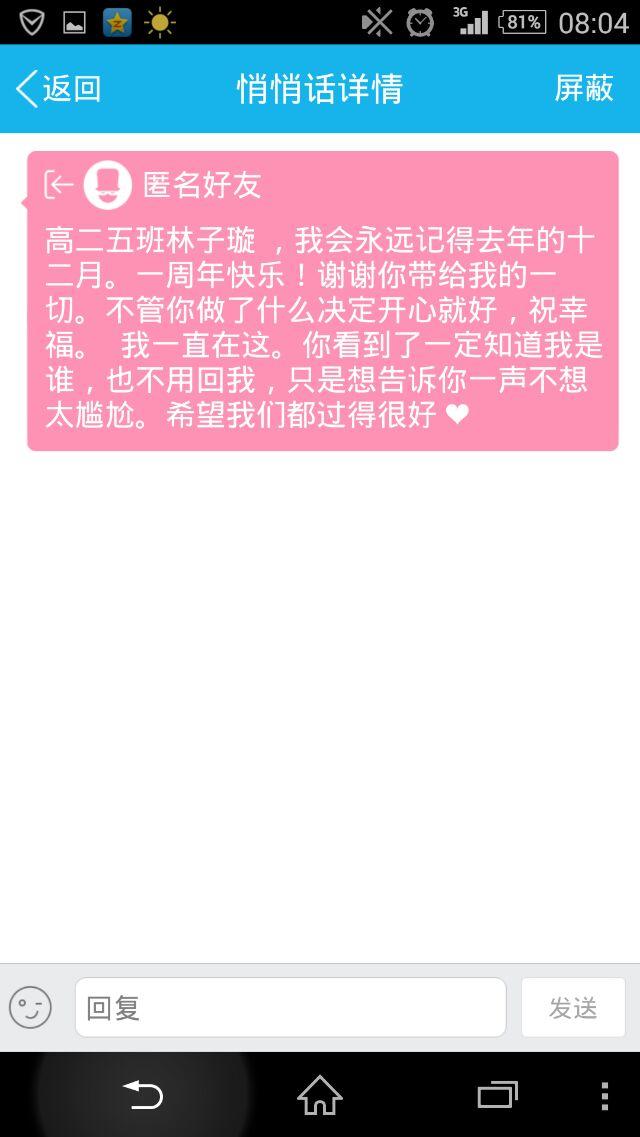 3G 81% 08:04
返回 悄悄话详情 屏蔽
匿名好友
高二五班林子璇 ，我会永远记得去年的十
二月。一周年快乐！谢谢你带给我的一
切。不管你做了什么决定开心就好，祝幸
福。 我一直在这。你看到了一定知道我是
谁，也不用回我，只是想告诉你一声不想
太尴尬。希望我们都过得很好 ❤
回复 发送